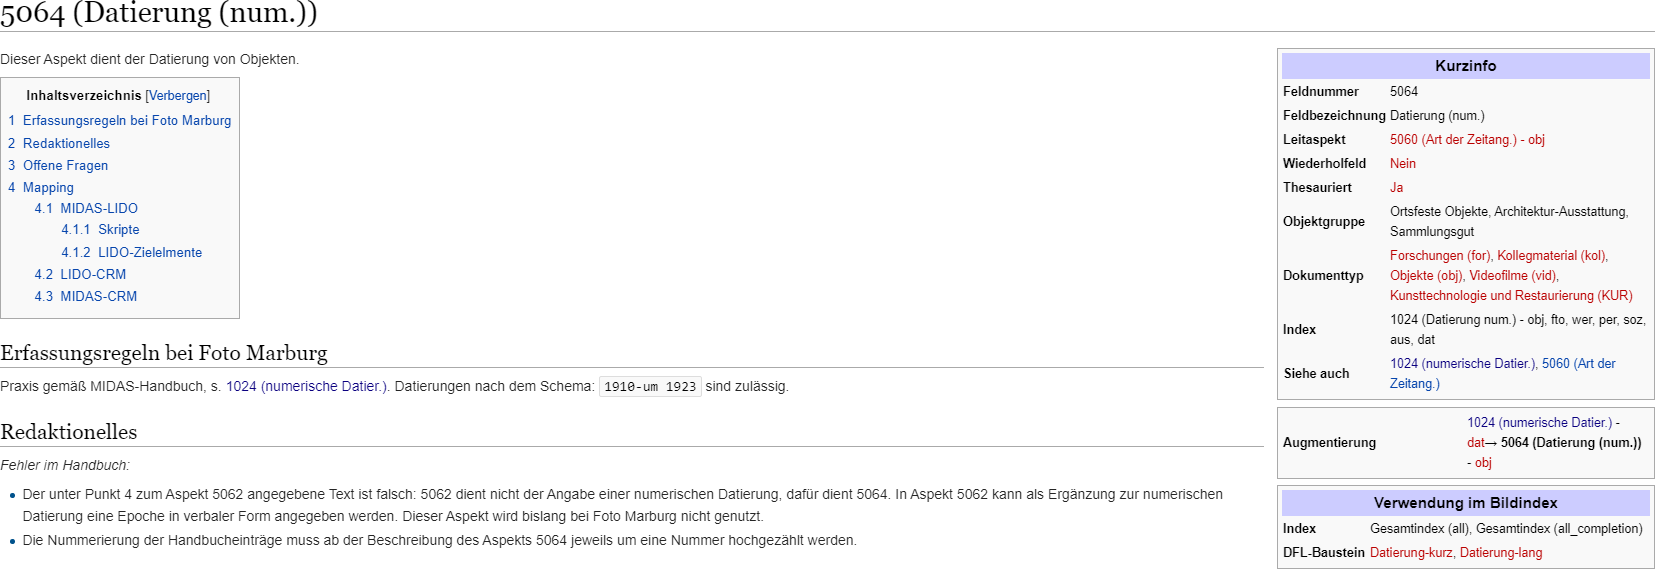 5064 (Datierung (num.))
Dieser Aspekt dient der Datierung von Objekten.
Inhaltsverzeichnis [Verbergen]
1 Erfassungsregeln bei Foto Marburg
2 Redaktionelles
3 Offene Fragen
4 Mapping
4.1 MIDAS-LIDO
4.1.1 Skripte
4.1.2 LIDO-Zielelmente
4.2 LIDO-CRM
4.3 MIDAS-CRM
Erfassungsregeln bei Foto Marburg
Praxis gemäß MIDAS-Handbuch, s. 1024 (numerische Datier.). Datierungen nach dem Schema: 1910-um 1923 sind zulässig.
Redaktionelles
Fehler im Handbuch:
• Der unter Punkt 4 zum Aspekt 5062 angegebene Text ist falsch: 5062 dient nicht der Angabe einer numerischen Datierung, dafür dient 5064. In Aspekt 5062 kann als Ergänzung zur numerischen
Datierung eine Epoche in verbaler Form angegeben werden. Dieser Aspekt wird bislang bei Foto Marburg nicht genutzt.
• Die Nummerierung der Handbucheinträge muss ab der Beschreibung des Aspekts 5064 jeweils um eine Nummer hochgezählt werden.
Kurzinfo
Feldnummer 5064
Feldbezeichnung Datierung (num.)
Leitaspekt 5060 (Art der Zeitang.) - obj
Wiederholfeld Nein
Thesauriert Ja
Objektgruppe Ortsfeste Objekte, Architektur-Ausstattung,
Sammlungsgut
Dokumenttyp Forschungen (for), Kollegmaterial (kol),
Objekte (obj), Videofilme (vid),
Kunsttechnologie und Restaurierung (KUR)
Index 1024 (Datierung num.) - obj, fto, wer, per, soz,
aus, dat
Siehe auch 1024 (numerische Datier.), 5060 (Art der
Zeitang.)
Augmentierung 1024 (numerische Datier.) -
dat→ 5064 (Datierung (num.))
- obj
Verwendung im Bildindex
Index Gesamtindex (all), Gesamtindex (all_completion)
DFL-Baustein Datierung-kurz, Datierung-lang